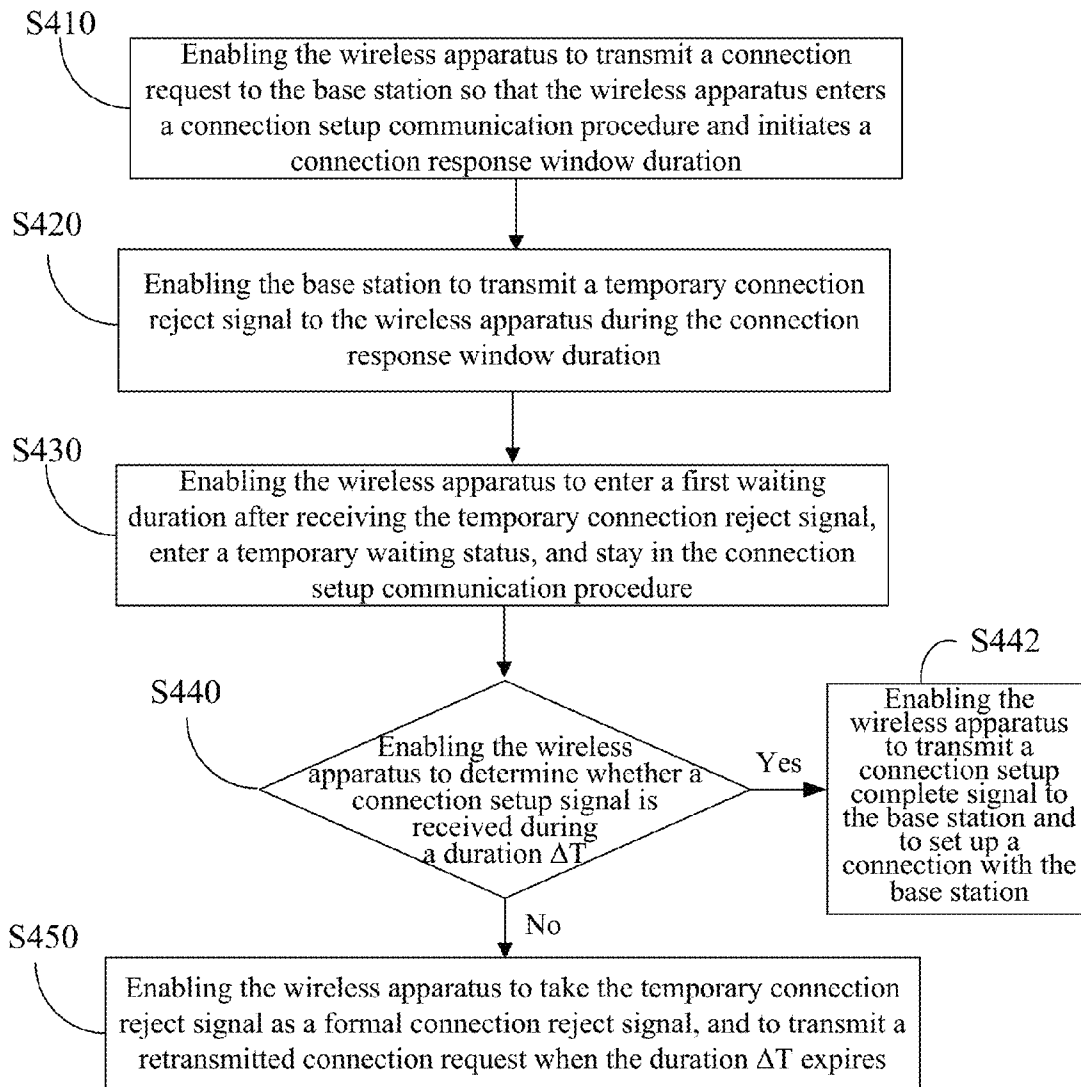 S410
Enabling the wireless apparatus to transmit a connection
request to the base station so that the wireless apparatus enters
a connection setup communication procedure and initiates a
connection response window duration
S420
Enabling the base station to transmit a temporary connection
reject signal to the wireless apparatus during the connection
response window duration
S430
Enabling the wireless apparatus to enter a first waiting
duration after receiving the temporary connection reject signal,
enter a temporary waiting status, and stay in the connection
setup communication procedure
S440
Enabling the wireless
apparatus to determine whether a
connection setup signal is
received during
a duration ΔT
Yes
S442
Enabling the
wireless apparatus
to transmit a
connection setup
complete signal to
the base station and
to set up a
connection with the
base station
No
S450
Enabling the wireless apparatus to take the temporary connection
reject signal as a formal connection reject signal, and to transmit a
retransmitted connection request when the duration ΔT expires